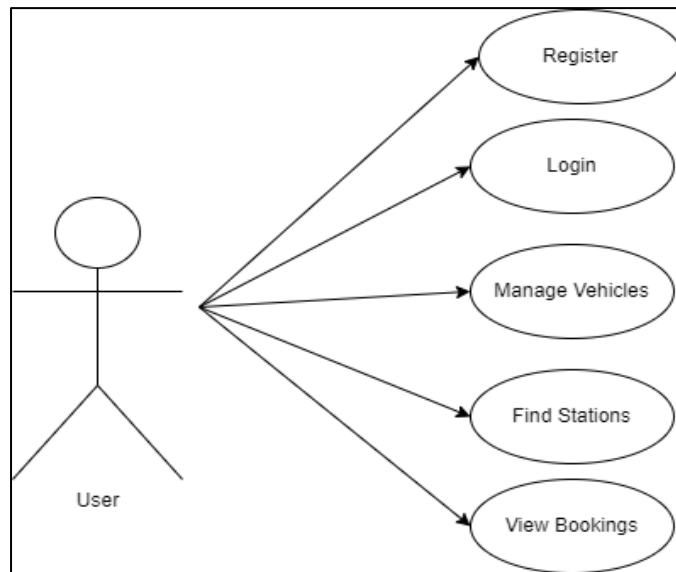 Register
Login
Manage Vehicles
Find Stations
User
View Bookings